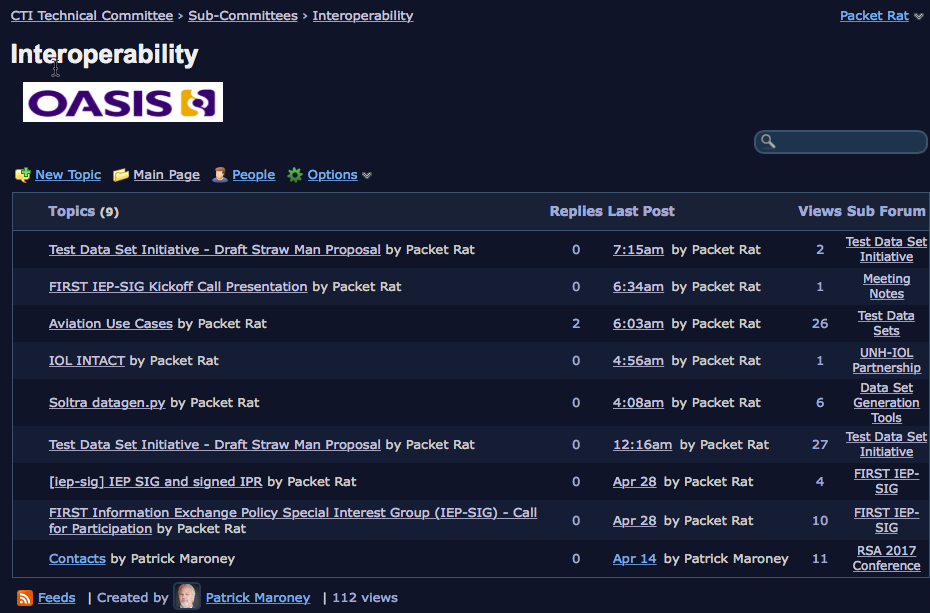 CTI Technical Committee › Sub-Committees › Interoperability Packet Rat
Interoperability
OASIS
New Topic Main Page People Options
Topics (9) Replies Last Post Views Sub Forum
Test Data Set Initiative - Draft Straw Man Proposal by Packet Rat 0 7:15am by Packet Rat 2 Test Data Set
Initiative
FIRST IEP-SIG Kickoff Call Presentation by Packet Rat 0 6:34am by Packet Rat 1 Meeting
Notes
Aviation Use Cases by Packet Rat 2 6:03am by Packet Rat 26 Test Data
Sets
IOL INTACT by Packet Rat 0 4:56am by Packet Rat 1 UNH-IOL
Partnership
Soltra datagen.py by Packet Rat 0 4:08am by Packet Rat 6 Data Set
Generation
Tools
Test Data Set Initiative - Draft Straw Man Proposal by Packet Rat 0 12:16am by Packet Rat 27 Test Data Set
Initiative
[iep-sig] IEP SIG and signed IPR by Packet Rat 0 Apr 28 by Packet Rat 4 FIRST IEP-
SIG
FIRST Information Exchange Policy Special Interest Group (IEP-SIG) - Call
for Participation by Packet Rat 0 Apr 28 by Packet Rat 10 FIRST IEP-
SIG
Contacts by Patrick Maroney 0 Apr 14 by Patrick Maroney 11 RSA 2017
Conference
Feeds | Created by Patrick Maroney | 112 views